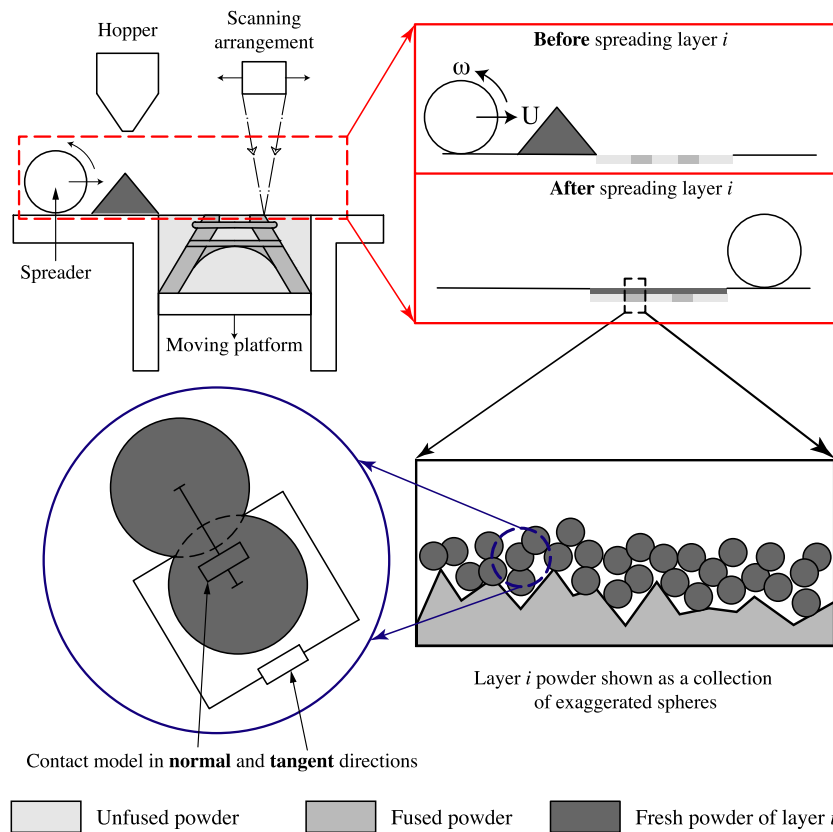 Hopper
Scanning
arrangement
Before spreading layer i
ω
U
After spreading layer i
Spreader
Moving platform
Layer i powder shown as a collection
of exaggerated spheres
Contact model in normal and tangent directions
Unfused powder
Fused powder
Fresh powder of layer i